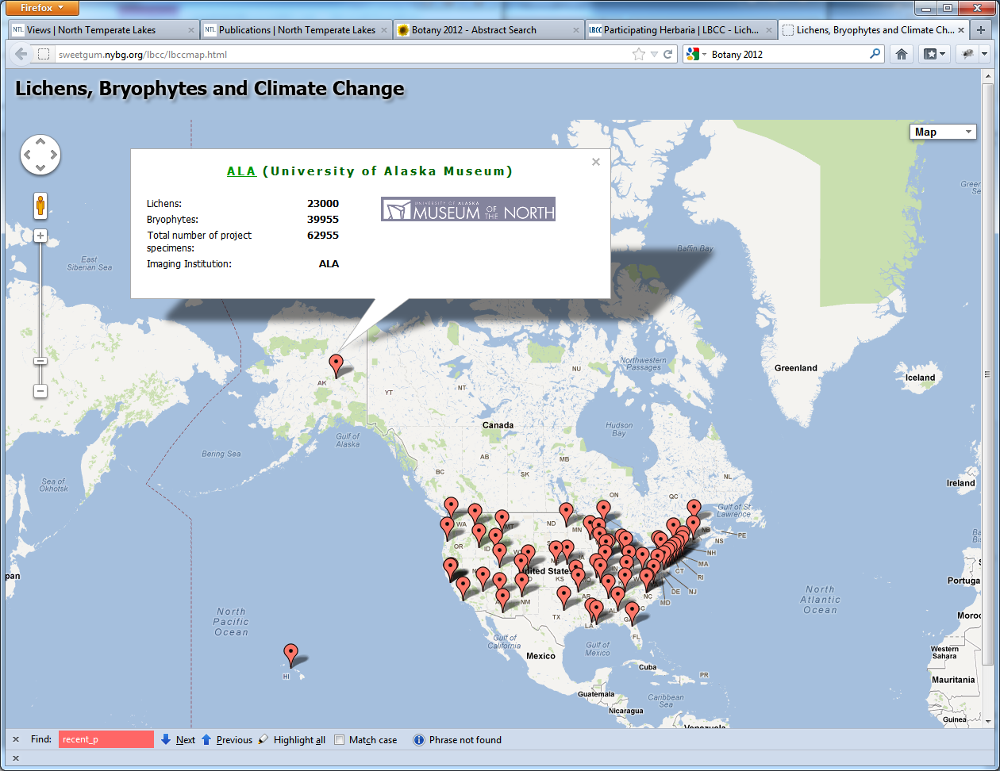 Firefox
Views | North Temperate Lakes
Publications | North Temperate Lakes
Botany 2012 - Abstract Search
Participating Herbaria | LBCC - Lich...
Lichens, Bryophytes and Climate Ch...
sweetgum.nybg.org/lbcc/lbccmap.html
Botany 2012
Lichens, Bryophytes and Climate Change
Map
ALA (University of Alaska Museum)
Lichens: 23000
Bryophytes: 39955
Total number of project specimens: 62955
Imaging Institution: ALA
UNIVERSITY OF ALASKA
MUSEUM OF THE NORTH
East Siberian Sea
Baffin Bay
Northwestern Passages
Greenland
Iceland
NU
AK
YT
NT
Canada
Hudson Bay
Gulf of Alaska
Bering Sea
Sea of Okhotsk
AB
BC
MB
SK
NL
ON
QC
Ireland
Gulf of St Lawrence
WA
MT
ND
MN
NB
PE
NS
OR
ID
NH
MA
United States
KS
CT
RI
NC
DE
NJ
MD
NM
AR
TX
AL
LA
GA
FL
pan
Portuga
Moroc
North Pacific Ocean
North Atlantic Ocean
Gulf of California
Gulf of Mexico
Mexico
Cuba
PR
HI
Western Sahara
Mauritania
Guatemala
Caribbean Sea
Nicaragua
Guinea
Venezuela
Find: recent_p Next Previous Highlight all Match case Phrase not found